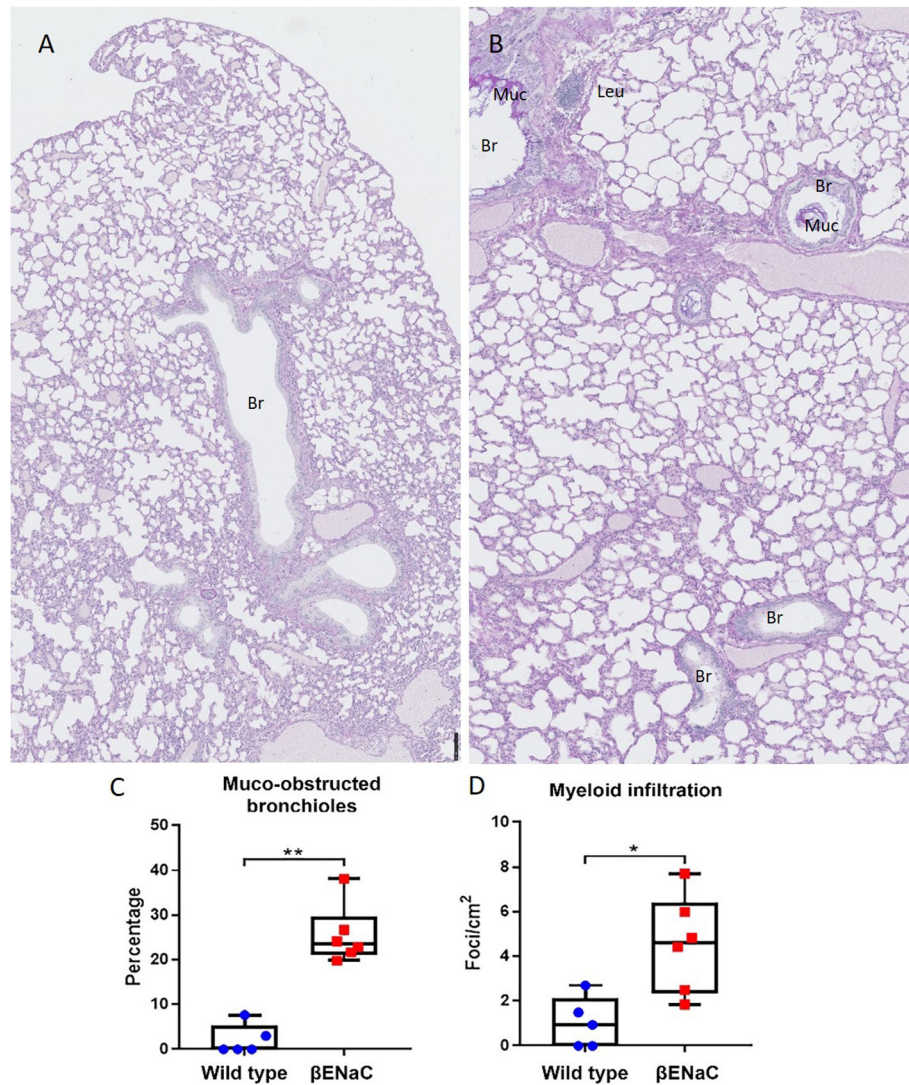 A
Br
B
Muc
Leu
Br
Br
Muc
Br
Br
C
Muco-obstructed
bronchioles
50
40
30
20
10
0
Percentage
**
Wild type
βENaC
D
Myeloid infiltration
10
8
6
4
2
0
Foci/cm²
*
Wild type
βENaC